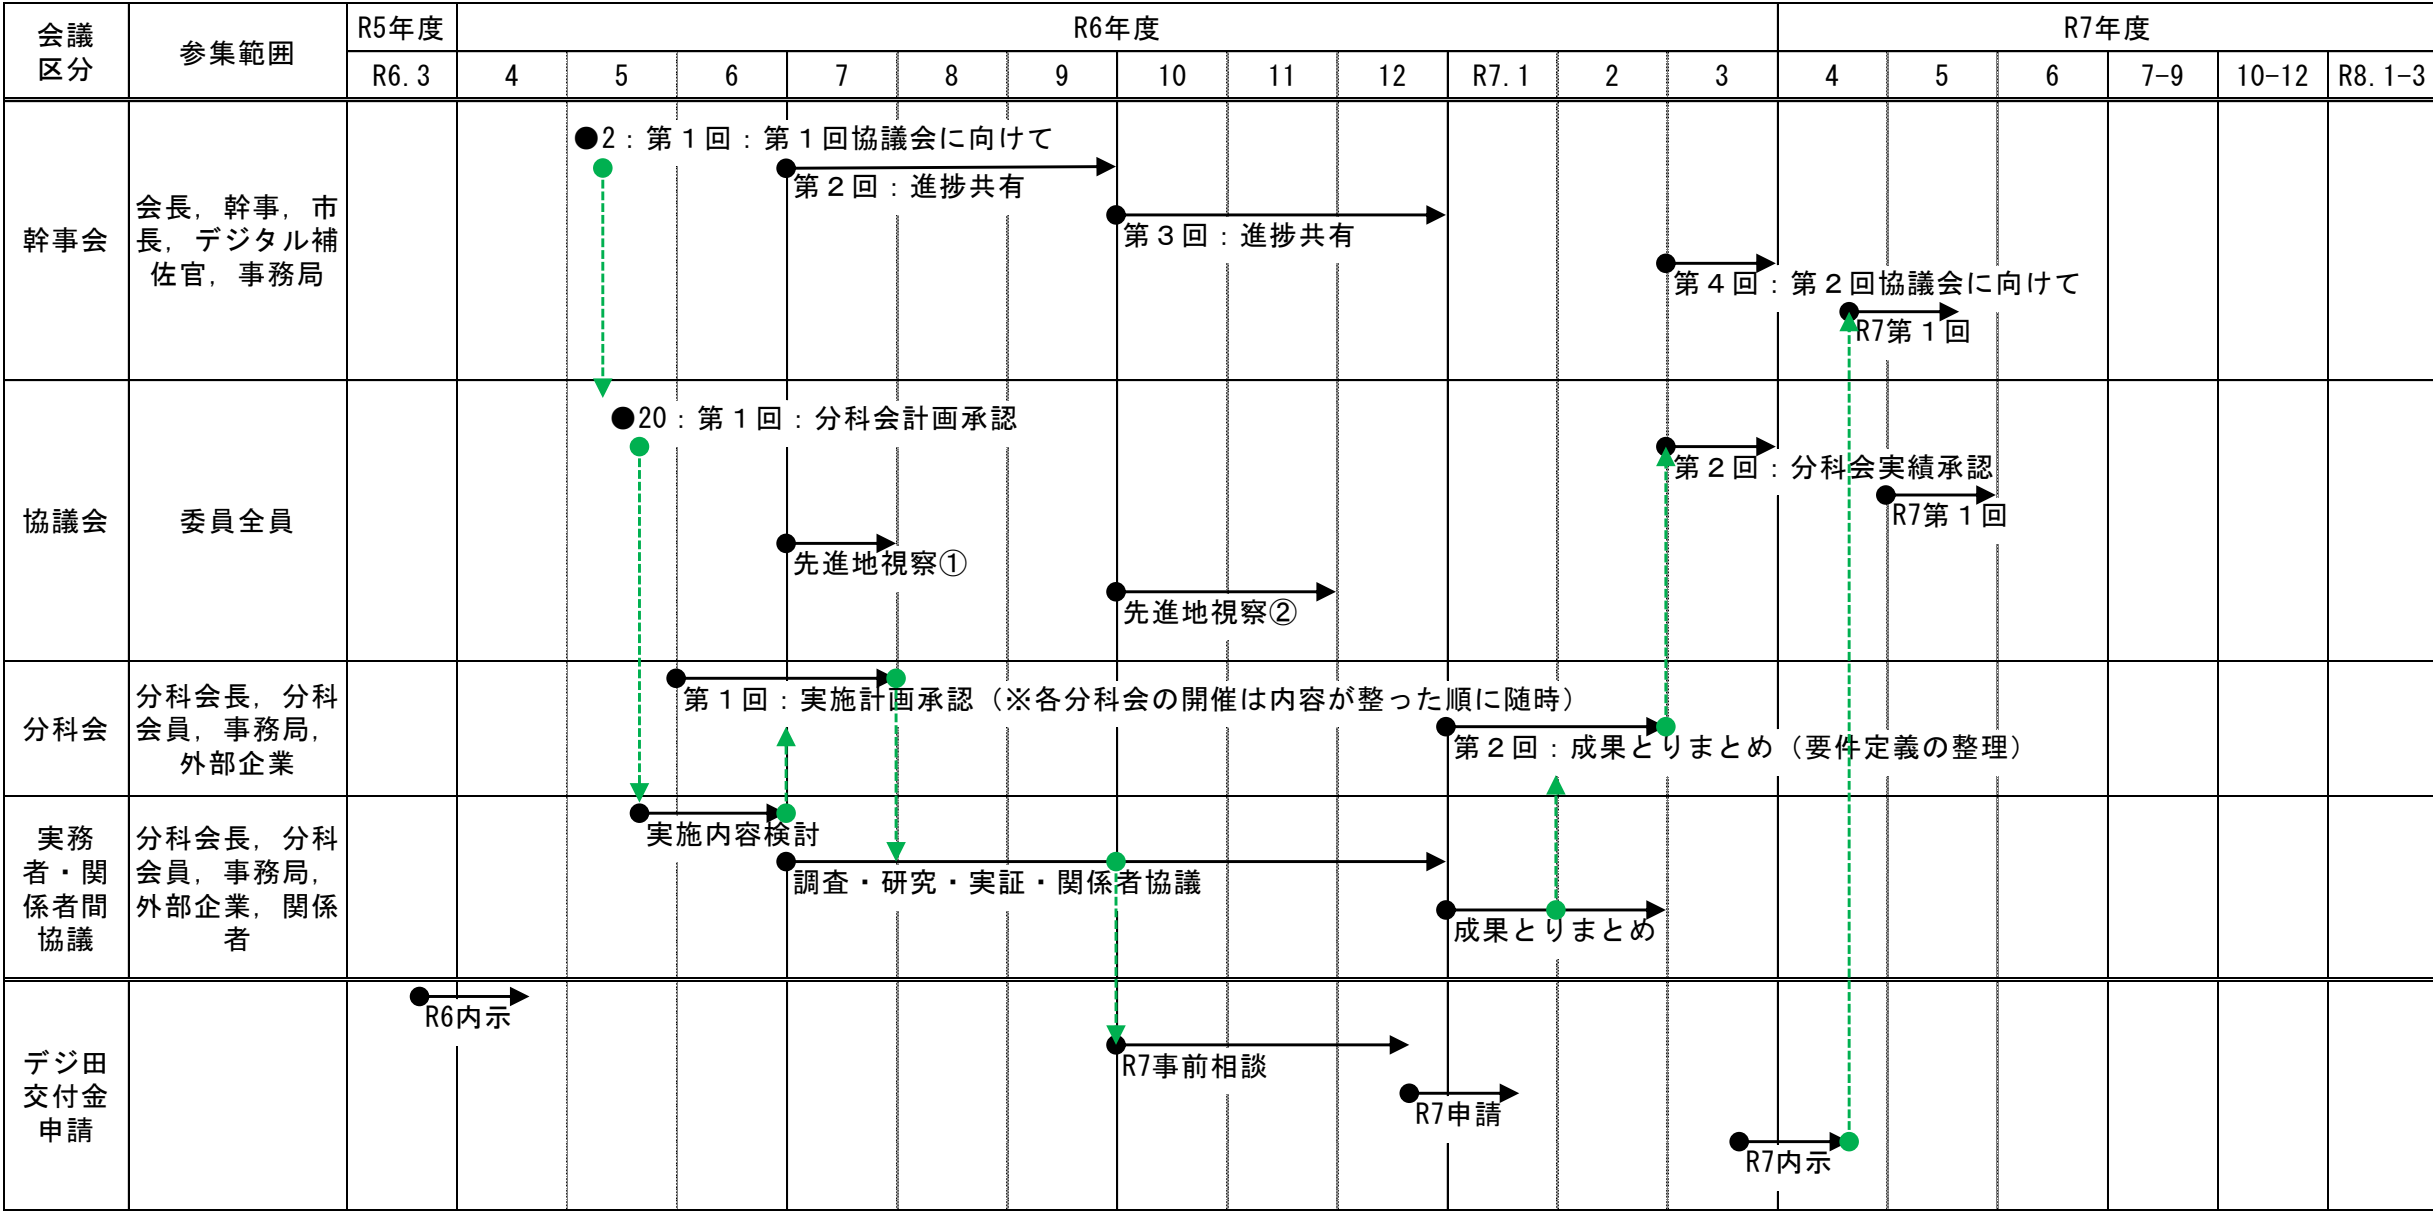 会議
区分
参集範囲
R5年度
R6年度
R7年度
R6.3
4
5
6
7
8
9
10
11
12
R7.1
2
3
4
5
6
7-9
10-12
R8.1-3
幹事会
会長，幹事，市
長，デジタル補
佐官，事務局
●2：第１回：第１回協議会に向けて
第２回：進捗共有
第３回：進捗共有
第４回：第２回協議会に向けて
R7第１回
協議会
委員全員
●20：第１回：分科会計画承認
第２回：分科会実績承認
R7第１回
先進地視察①
先進地視察②
分科会
分科会長，分科
会員，事務局，
外部企業
第１回：実施計画承認（※各分科会の開催は内容が整った順に随時）
第２回：成果とりまとめ（要件定義の整理）
実務
者・関
係者間
協議
分科会長，分科
会員，事務局，
外部企業，関係
者
実施内容検討
調査・研究・実証・関係者協議
成果とりまとめ
デジ田
交付金
申請
R6内示
R7事前相談
R7申請
R7内示